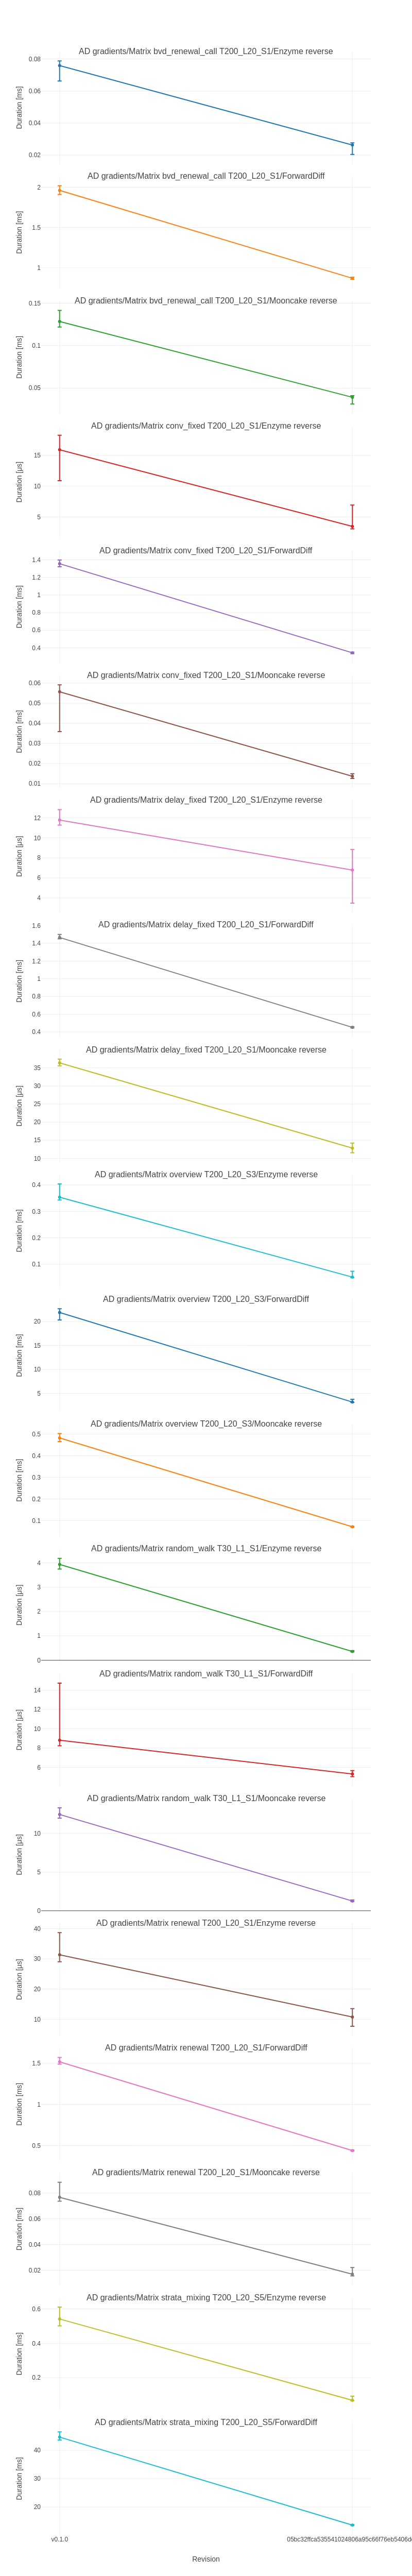 AD gradients/Matrix bvd_renewal_call T200_L20_S1/Enzyme reverse
0.08
0.06
0.04
0.02
Duration [ms]
AD gradients/Matrix bvd_renewal_call T200_L20_S1/ForwardDiff
2
1.5
1
Duration [ms]
AD gradients/Matrix bvd_renewal_call T200_L20_S1/Mooncake reverse
0.15
0.1
0.05
Duration [ms]
AD gradients/Matrix conv_fixed T200_L20_S1/Enzyme reverse
15
10
5
Duration [μs]
AD gradients/Matrix conv_fixed T200_L20_S1/ForwardDiff
1.4
1.2
1
0.8
0.6
0.4
Duration [ms]
AD gradients/Matrix conv_fixed T200_L20_S1/Mooncake reverse
0.06
0.05
0.04
0.03
0.02
0.01
Duration [ms]
AD gradients/Matrix delay_fixed T200_L20_S1/Enzyme reverse
12
10
8
6
4
Duration [μs]
AD gradients/Matrix delay_fixed T200_L20_S1/ForwardDiff
1.6
1.4
1.2
1
0.8
0.6
0.4
Duration [ms]
AD gradients/Matrix delay_fixed T200_L20_S1/Mooncake reverse
35
30
25
20
15
10
Duration [μs]
AD gradients/Matrix overview T200_L20_S3/Enzyme reverse
0.4
0.3
0.2
0.1
Duration [ms]
AD gradients/Matrix overview T200_L20_S3/ForwardDiff
20
15
10
5
Duration [ms]
AD gradients/Matrix overview T200_L20_S3/Mooncake reverse
0.5
0.4
0.3
0.2
0.1
Duration [ms]
AD gradients/Matrix random_walk T30_L1_S1/Enzyme reverse
4
3
2
1
0
Duration [μs]
AD gradients/Matrix random_walk T30_L1_S1/ForwardDiff
14
12
10
8
6
Duration [μs]
AD gradients/Matrix random_walk T30_L1_S1/Mooncake reverse
10
5
0
Duration [μs]
AD gradients/Matrix renewal T200_L20_S1/Enzyme reverse
40
30
20
10
Duration [μs]
AD gradients/Matrix renewal T200_L20_S1/ForwardDiff
1.5
1
0.5
Duration [ms]
AD gradients/Matrix renewal T200_L20_S1/Mooncake reverse
0.08
0.06
0.04
0.02
Duration [ms]
AD gradients/Matrix strata_mixing T200_L20_S5/Enzyme reverse
0.6
0.4
0.2
Duration [ms]
AD gradients/Matrix strata_mixing T200_L20_S5/ForwardDiff
40
30
20
Duration [ms]
v0.1.0
Revision